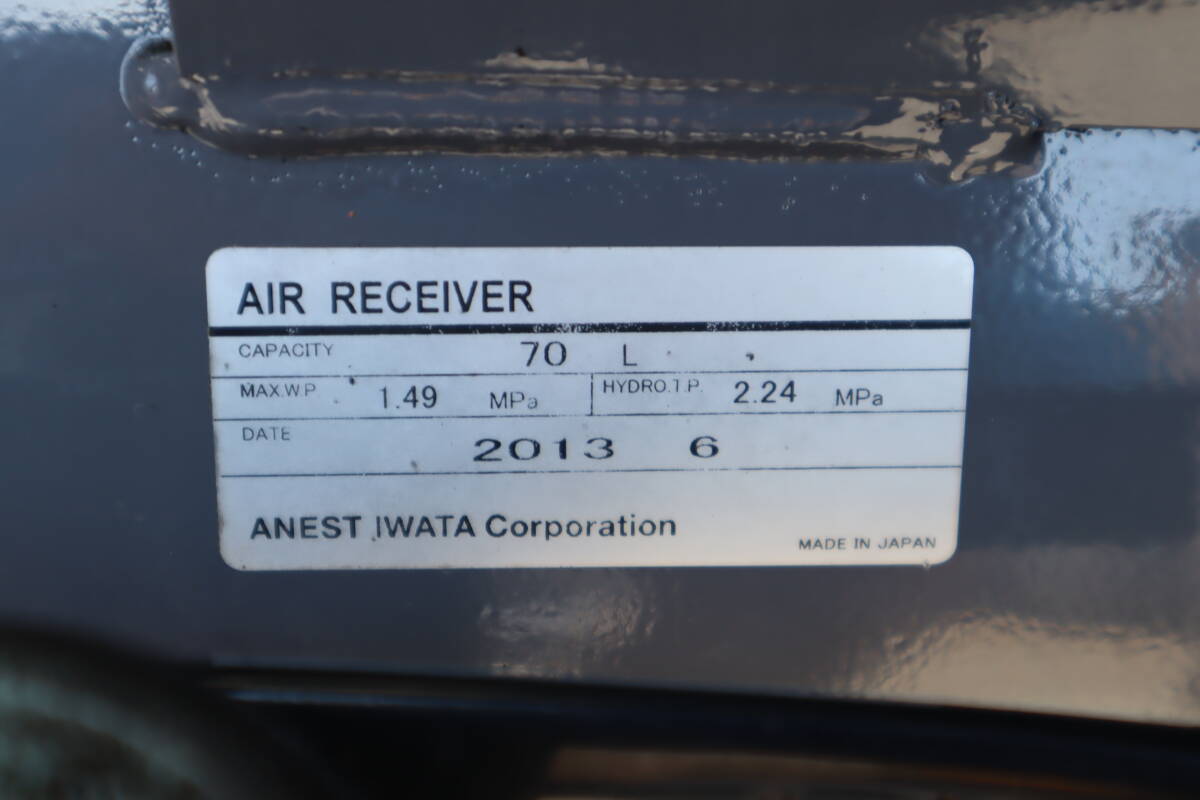 AIR RECEIVER
CAPACITY 70 L
MAX.W.P 1.49 MPa HYDRO.T.P. 2.24 MPa
DATE 2013 6
ANEST IWATA Corporation
MADE IN JAPAN